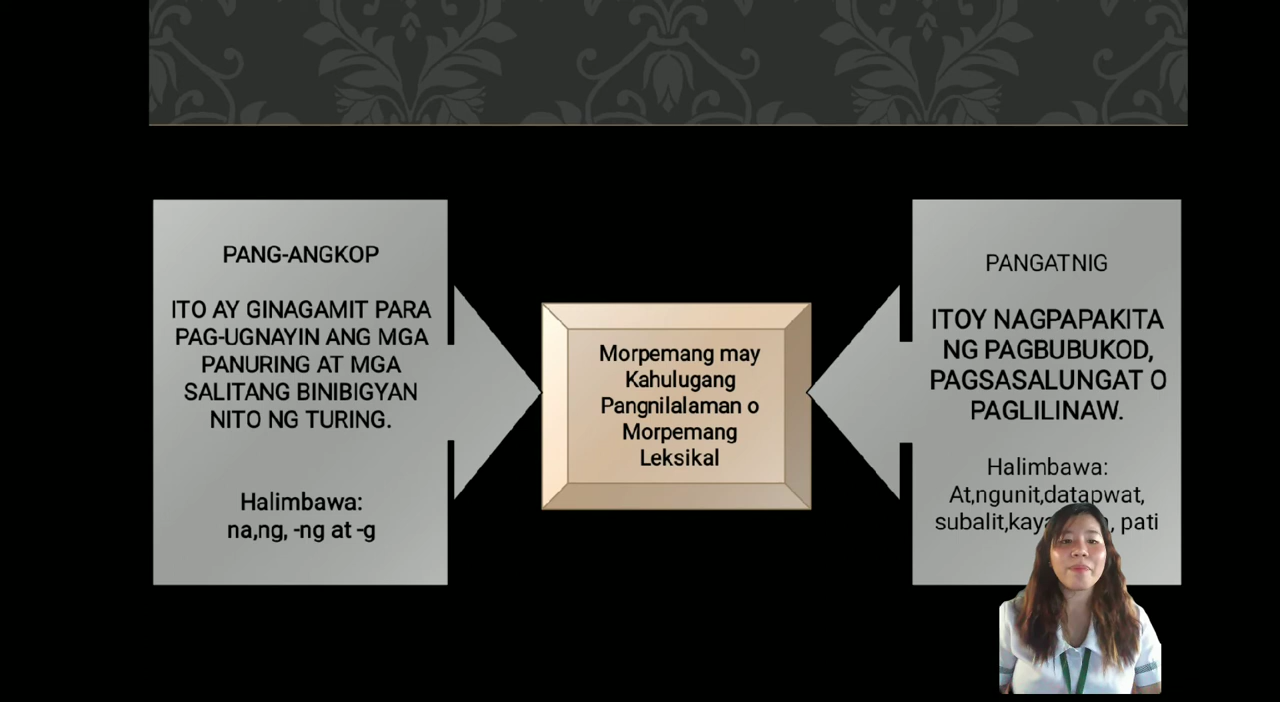 PANG-ANGKOP
ITO AY GINAGAMIT PARA
PAG-UGNAYIN ANG MGA
PANURING AT MGA
SALITANG BINIBIGYAN
NITO NG TURING.
Halimbawa:
na,ng, -ng at -g
Morpemang may
Kahulugang
Pangnilalaman o
Morpemang
Leksikal
PANGATNIG
ITOY NAGPAPAKITA
NG PAGBUBUKOD,
PAGSASALUNGAT O
PAGLILINAW.
Halimbawa:
At,ngunit,datapwat,
subalit, pati